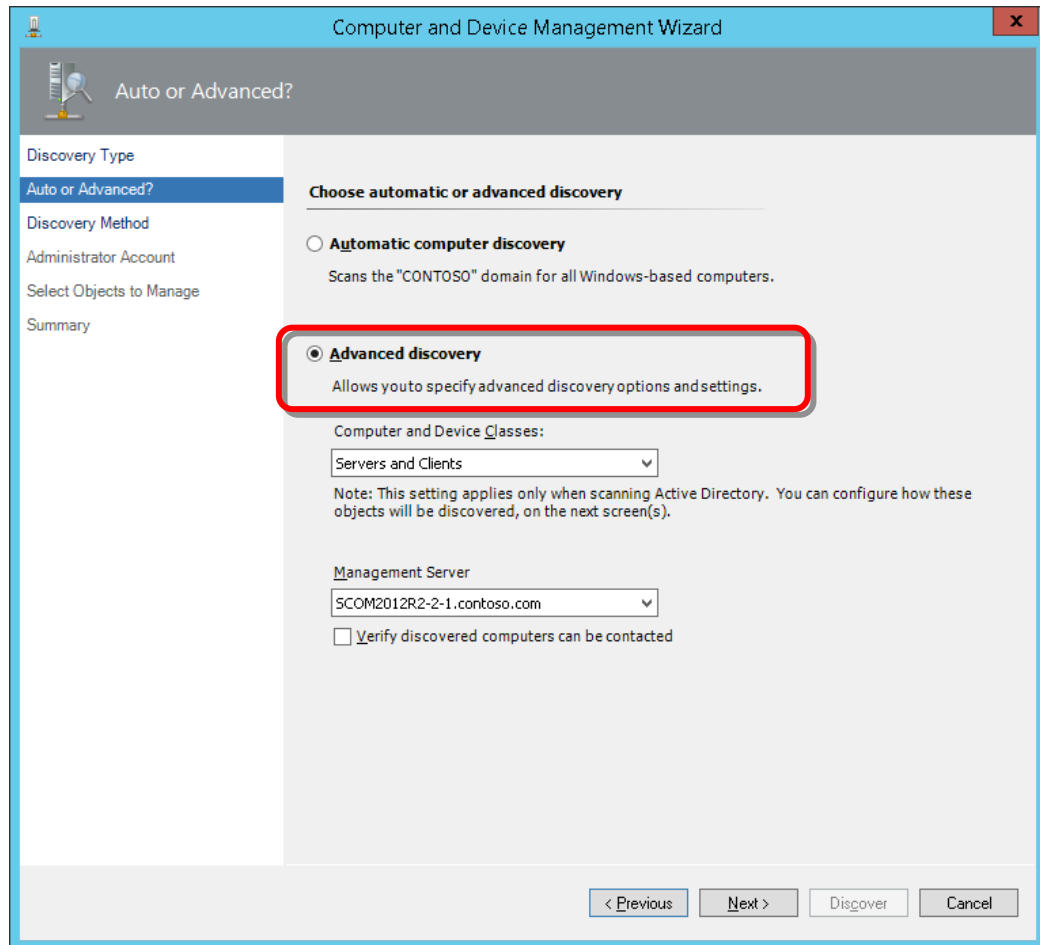 Computer and Device Management Wizard
x
Auto or Advanced?
Discovery Type
Auto or Advanced?
Discovery Method
Administrator Account
Select Objects to Manage
Summary
Choose automatic or advanced discovery
Automatic computer discovery
Scans the "CONTOSO" domain for all Windows-based computers.
Advanced discovery
Allows youto specify advanced discovery options and settings.
Computer and Device Classes:
Servers and Clients
Note: This setting applies only when scanning Active Directory. You can configure how these
objects will be discovered, on the next screen(s).
Management Server
SCOM2012R2-2-1.contoso.com
Verify discovered computers can be contacted
< Previous
Next >
Discover
Cancel